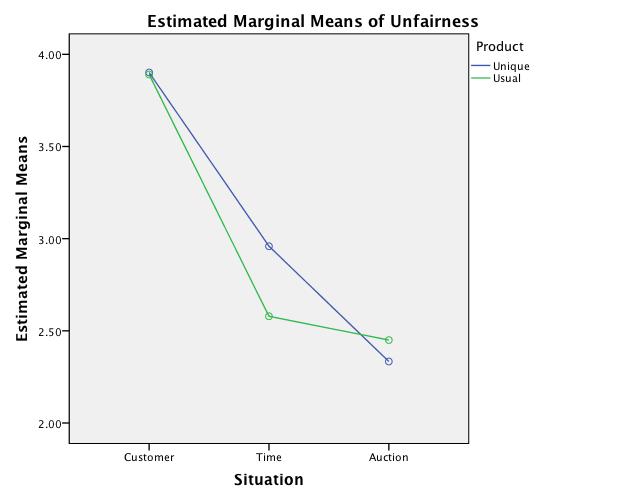 Estimated Marginal Means of Unfairness
Product
Unique
Usual
4.00
3.50
3.00
2.50
2.00
Estimated Marginal Means
Customer
Time
Auction
Situation